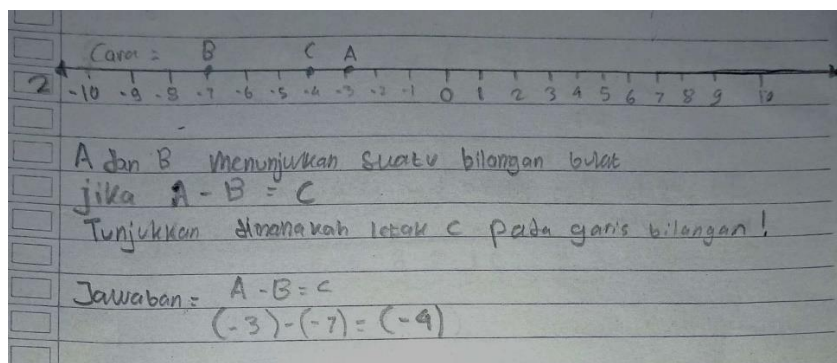 Cara = B C A
2 -10 -9 -8 -7 -6 -5 -4 -3 -2 -1 0 1 2 3 4 5 6 7 8 9 10
A dan B menunjukkan suatu bilangan bulat
jika A - B = C
Tunjukkan dimanakah letak C pada garis bilangan!
Jawaban = A - B = C
(-3) - (-7) = (-4)